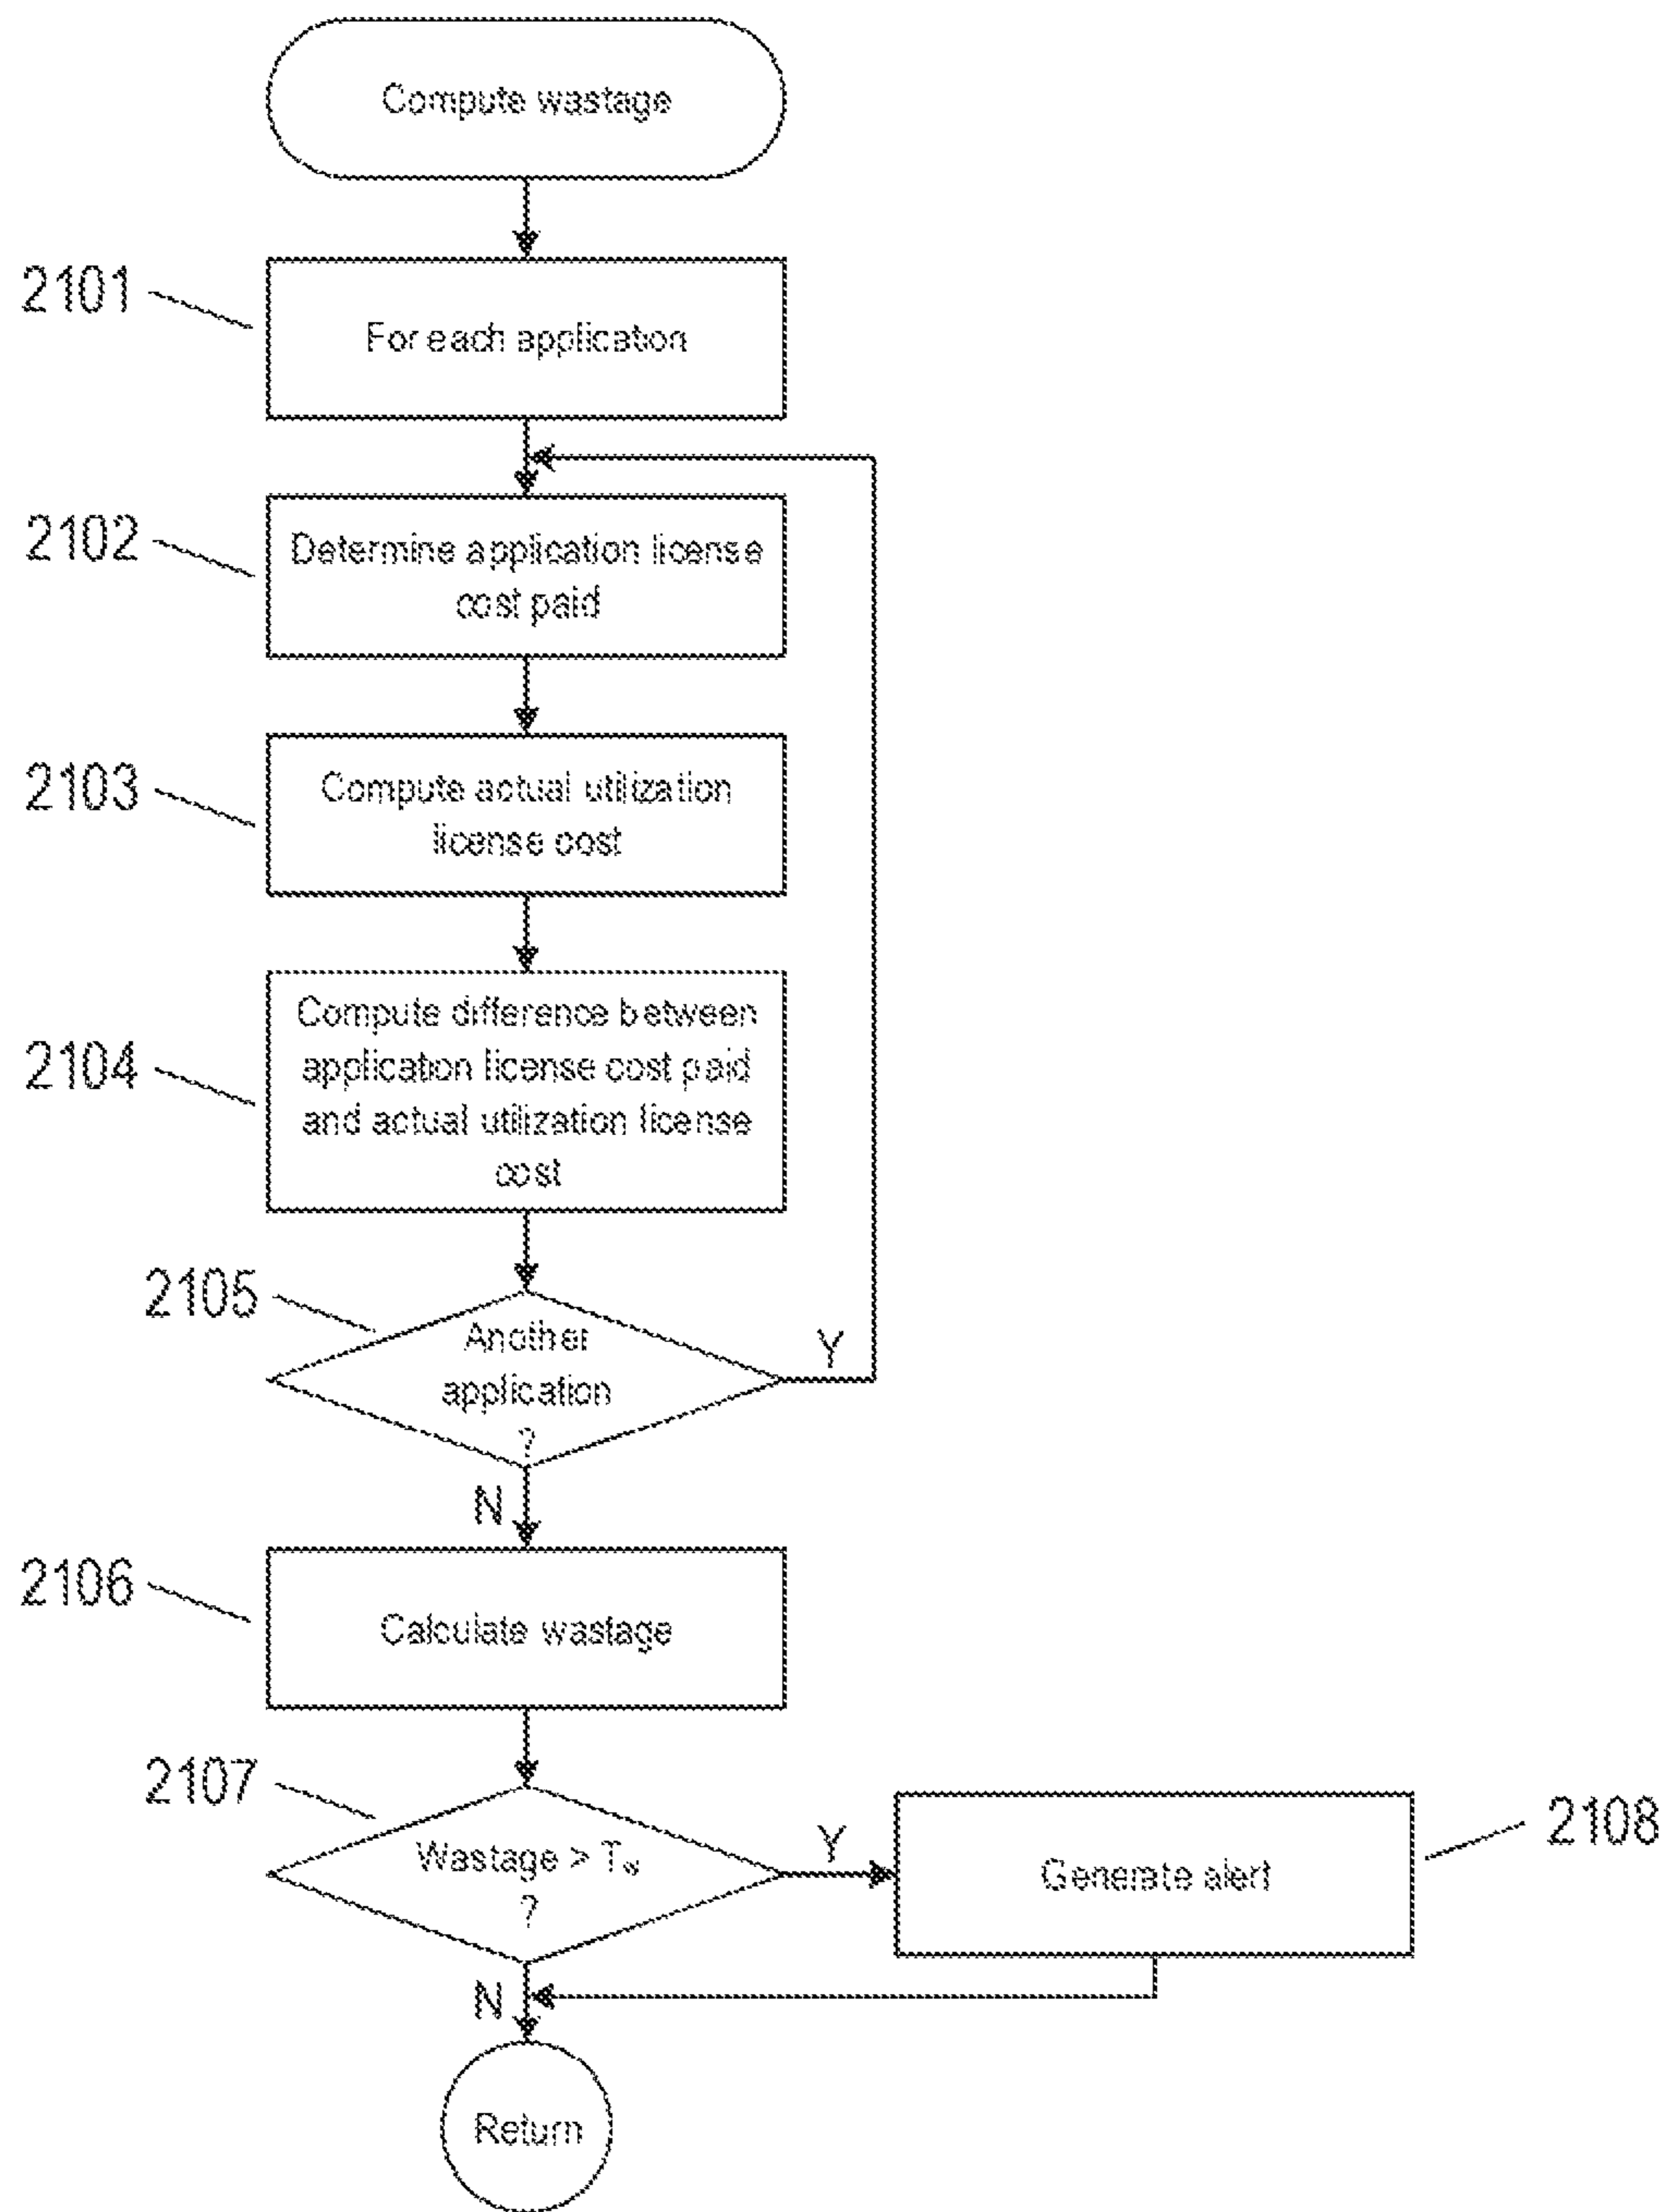 Compute wastage
2101
For each application
2102
Determine application license
cost paid
2103
Compute actual utilization
license cost
2104
Compute difference between
application license cost paid
and actual utilization license
cost
2105
Another
application
?
Y
N
2106
Calculate wastage
2107
Wastage > Tw
?
Y
Generate alert
2108
N
Return